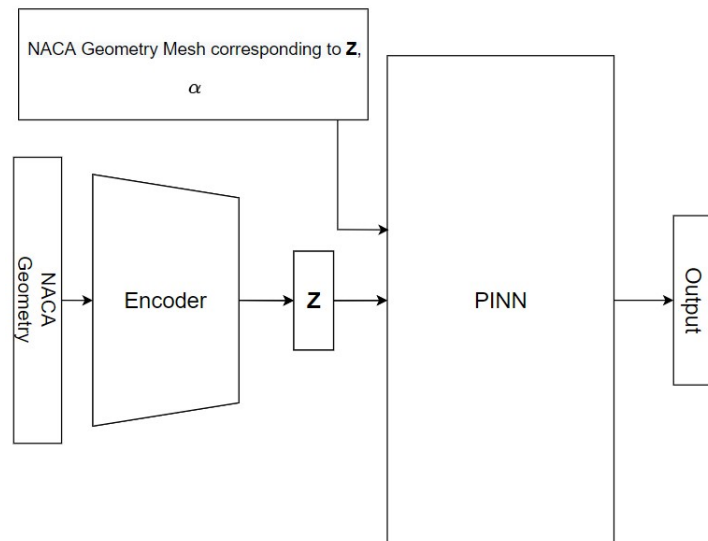 NACA Geometry Mesh corresponding to Z,
α
NACA
Geometry
Encoder
Z
PINN
Output